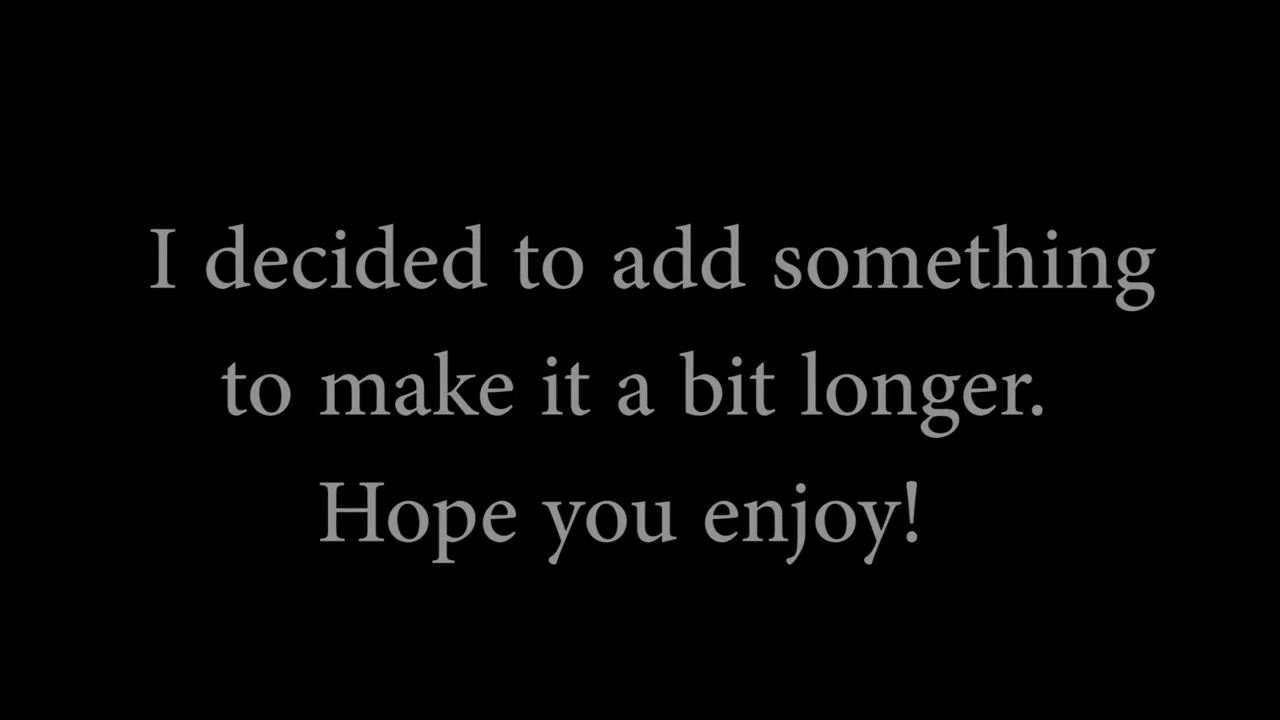 I decided to add something
to make it a bit longer.
Hope you enjoy!